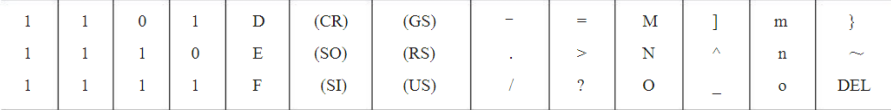 1 1 0 1 D (CR) (GS) - = M ] m }
1 1 1 0 E (SO) (RS) . > N ^ n ~
1 1 1 1 F (SI) (US) / ? O _ o DEL